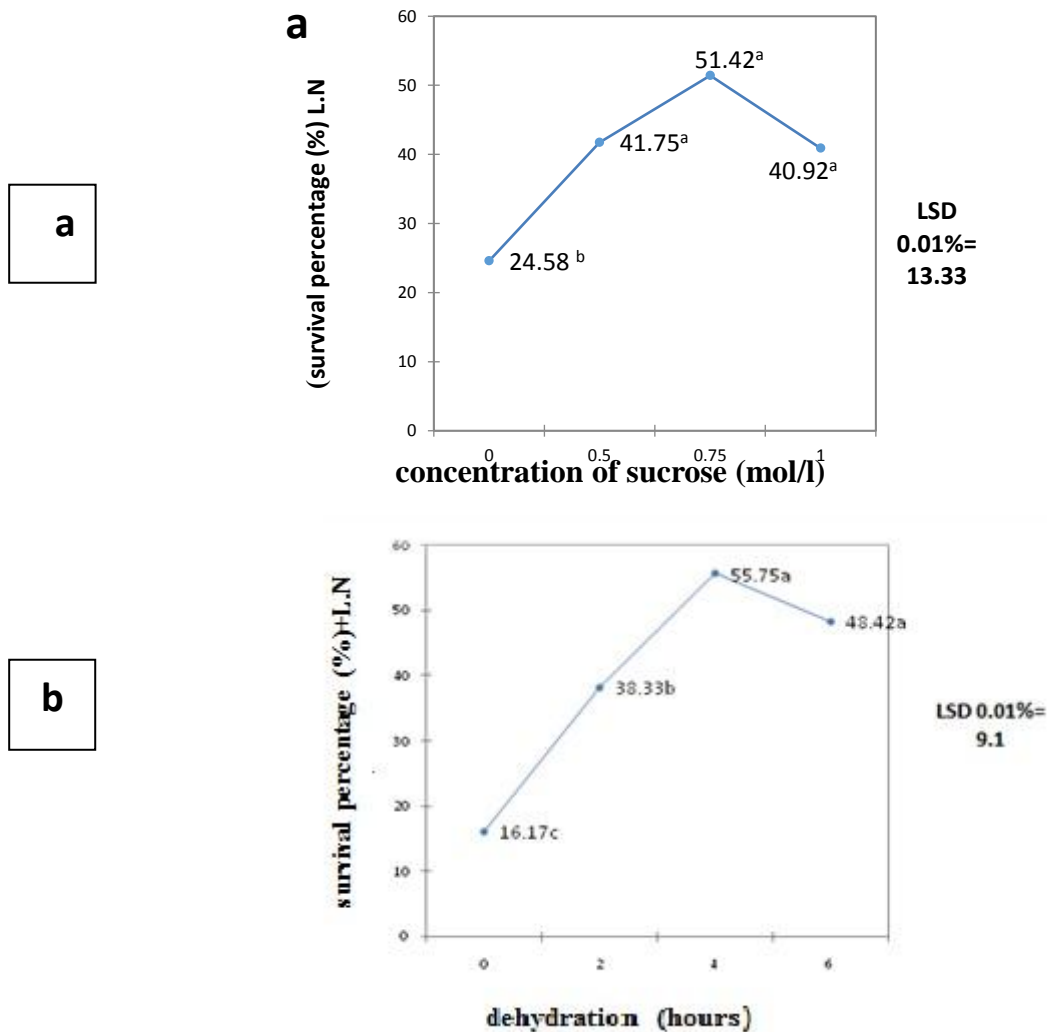 a
a
(survival percentage (%) L.N
60
50
40
30
20
10
0
51.42ᵃ
41.75ᵃ
40.92ᵃ
24.58 ᵇ
0 0.5 0.75 1
concentration of sucrose (mol/l)
LSD
0.01%=
13.33
b
survival percentage (%)+L.N
60
50
40
30
20
10
0
55.75a
48.42a
38.33b
16.17c
0 2 4 6
dehydration (hours)
LSD 0.01%=
9.1